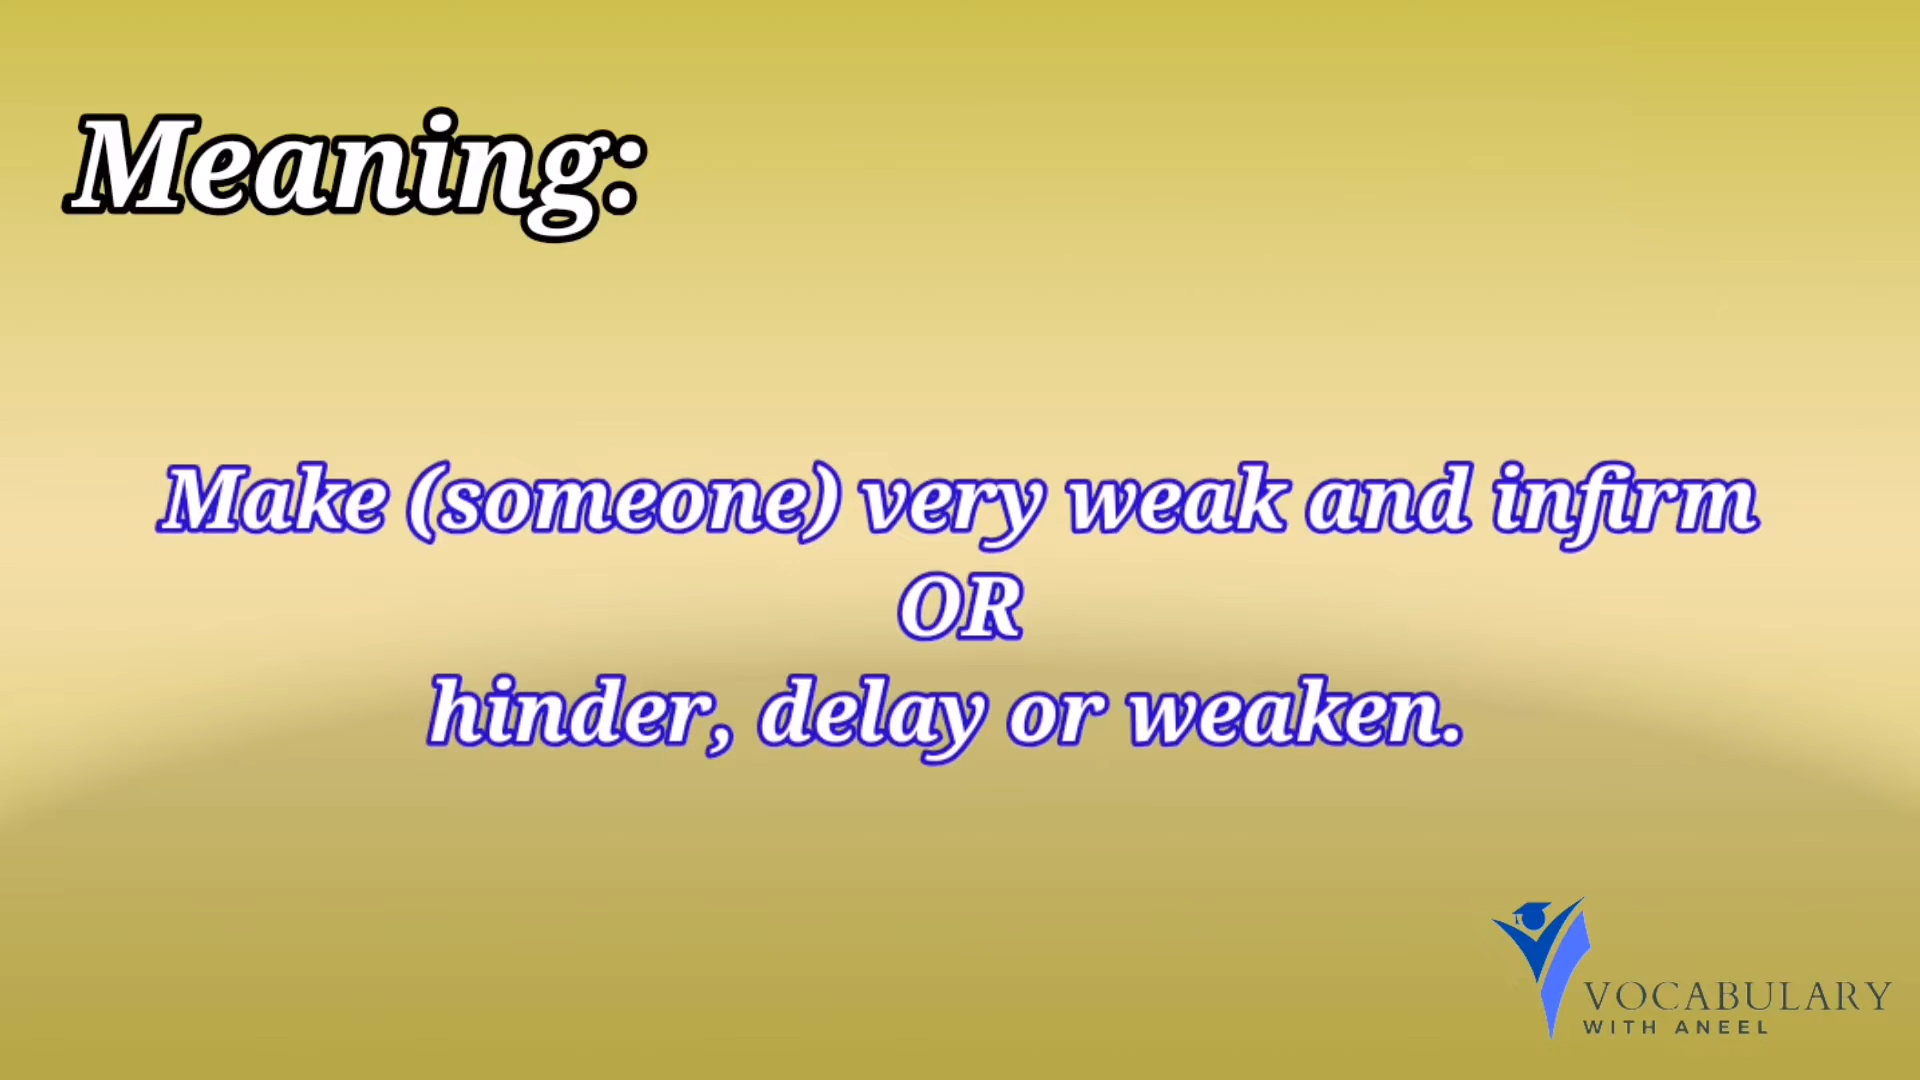 Meaning:
Make (someone) very weak and infirm
OR
hinder, delay or weaken.
VOCABULARY
WITH ANEEL